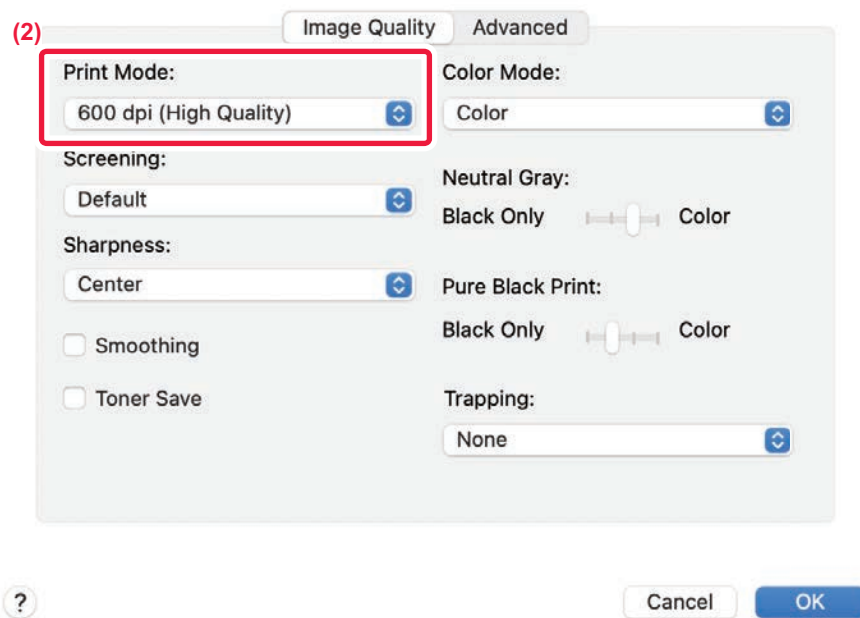 (2)
Image Quality
Advanced
Print Mode:
600 dpi (High Quality)
Screening:
Default
Sharpness:
Center
Smoothing
Toner Save
Color Mode:
Color
Neutral Gray:
Black Only Color
Pure Black Print:
Black Only Color
Trapping:
None
?
Cancel
OK